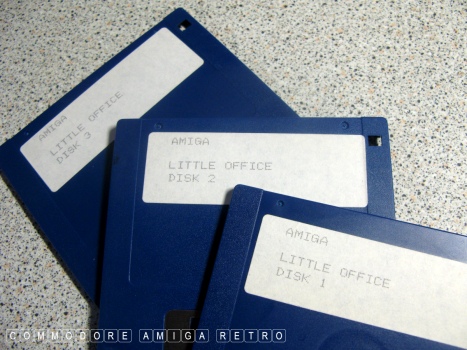 AMIGA
LITTLE OFFICE
DISK 3
AMIGA
LITTLE OFFICE
DISK 2
AMIGA
LITTLE OFFICE
DISK 1
COMMODORE AMIGA RETRO